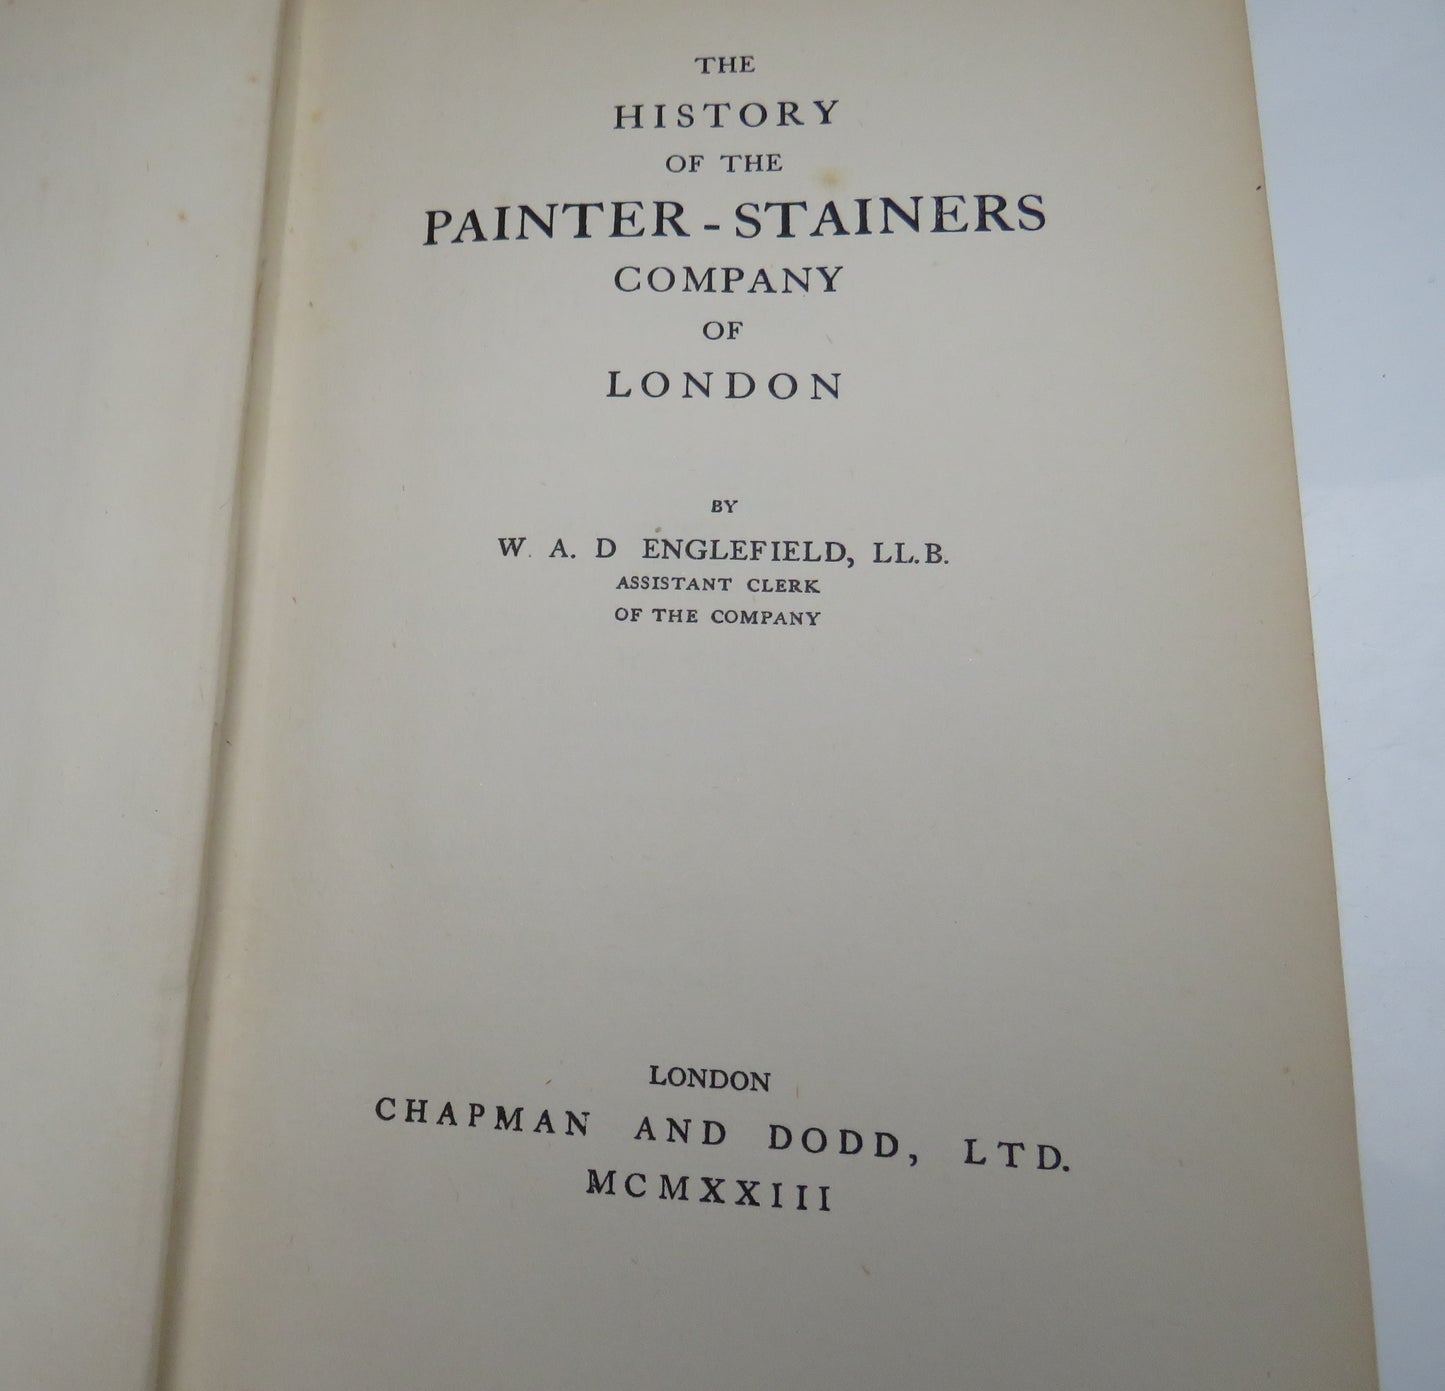 THE
HISTORY
OF THE
PAINTER-STAINERS
COMPANY
OF
LONDON
BY
W. A. D ENGLEFIELD, LL.B.
ASSISTANT CLERK
OF THE COMPANY
LONDON
CHAPMAN AND DODD, LTD.
MCMXXIII